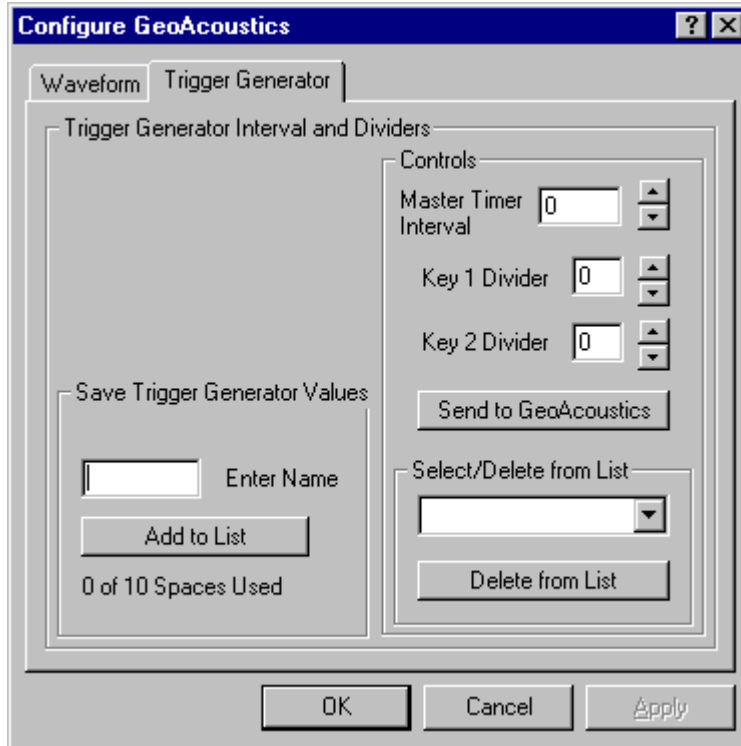 Configure GeoAcoustics
Waveform
Trigger Generator
Trigger Generator Interval and Dividers
Controls
Master Timer
Interval
0
Key 1 Divider
0
Key 2 Divider
0
Send to GeoAcoustics
Save Trigger Generator Values
Enter Name
Add to List
0 of 10 Spaces Used
Select/Delete from List
Delete from List
OK
Cancel
Apply